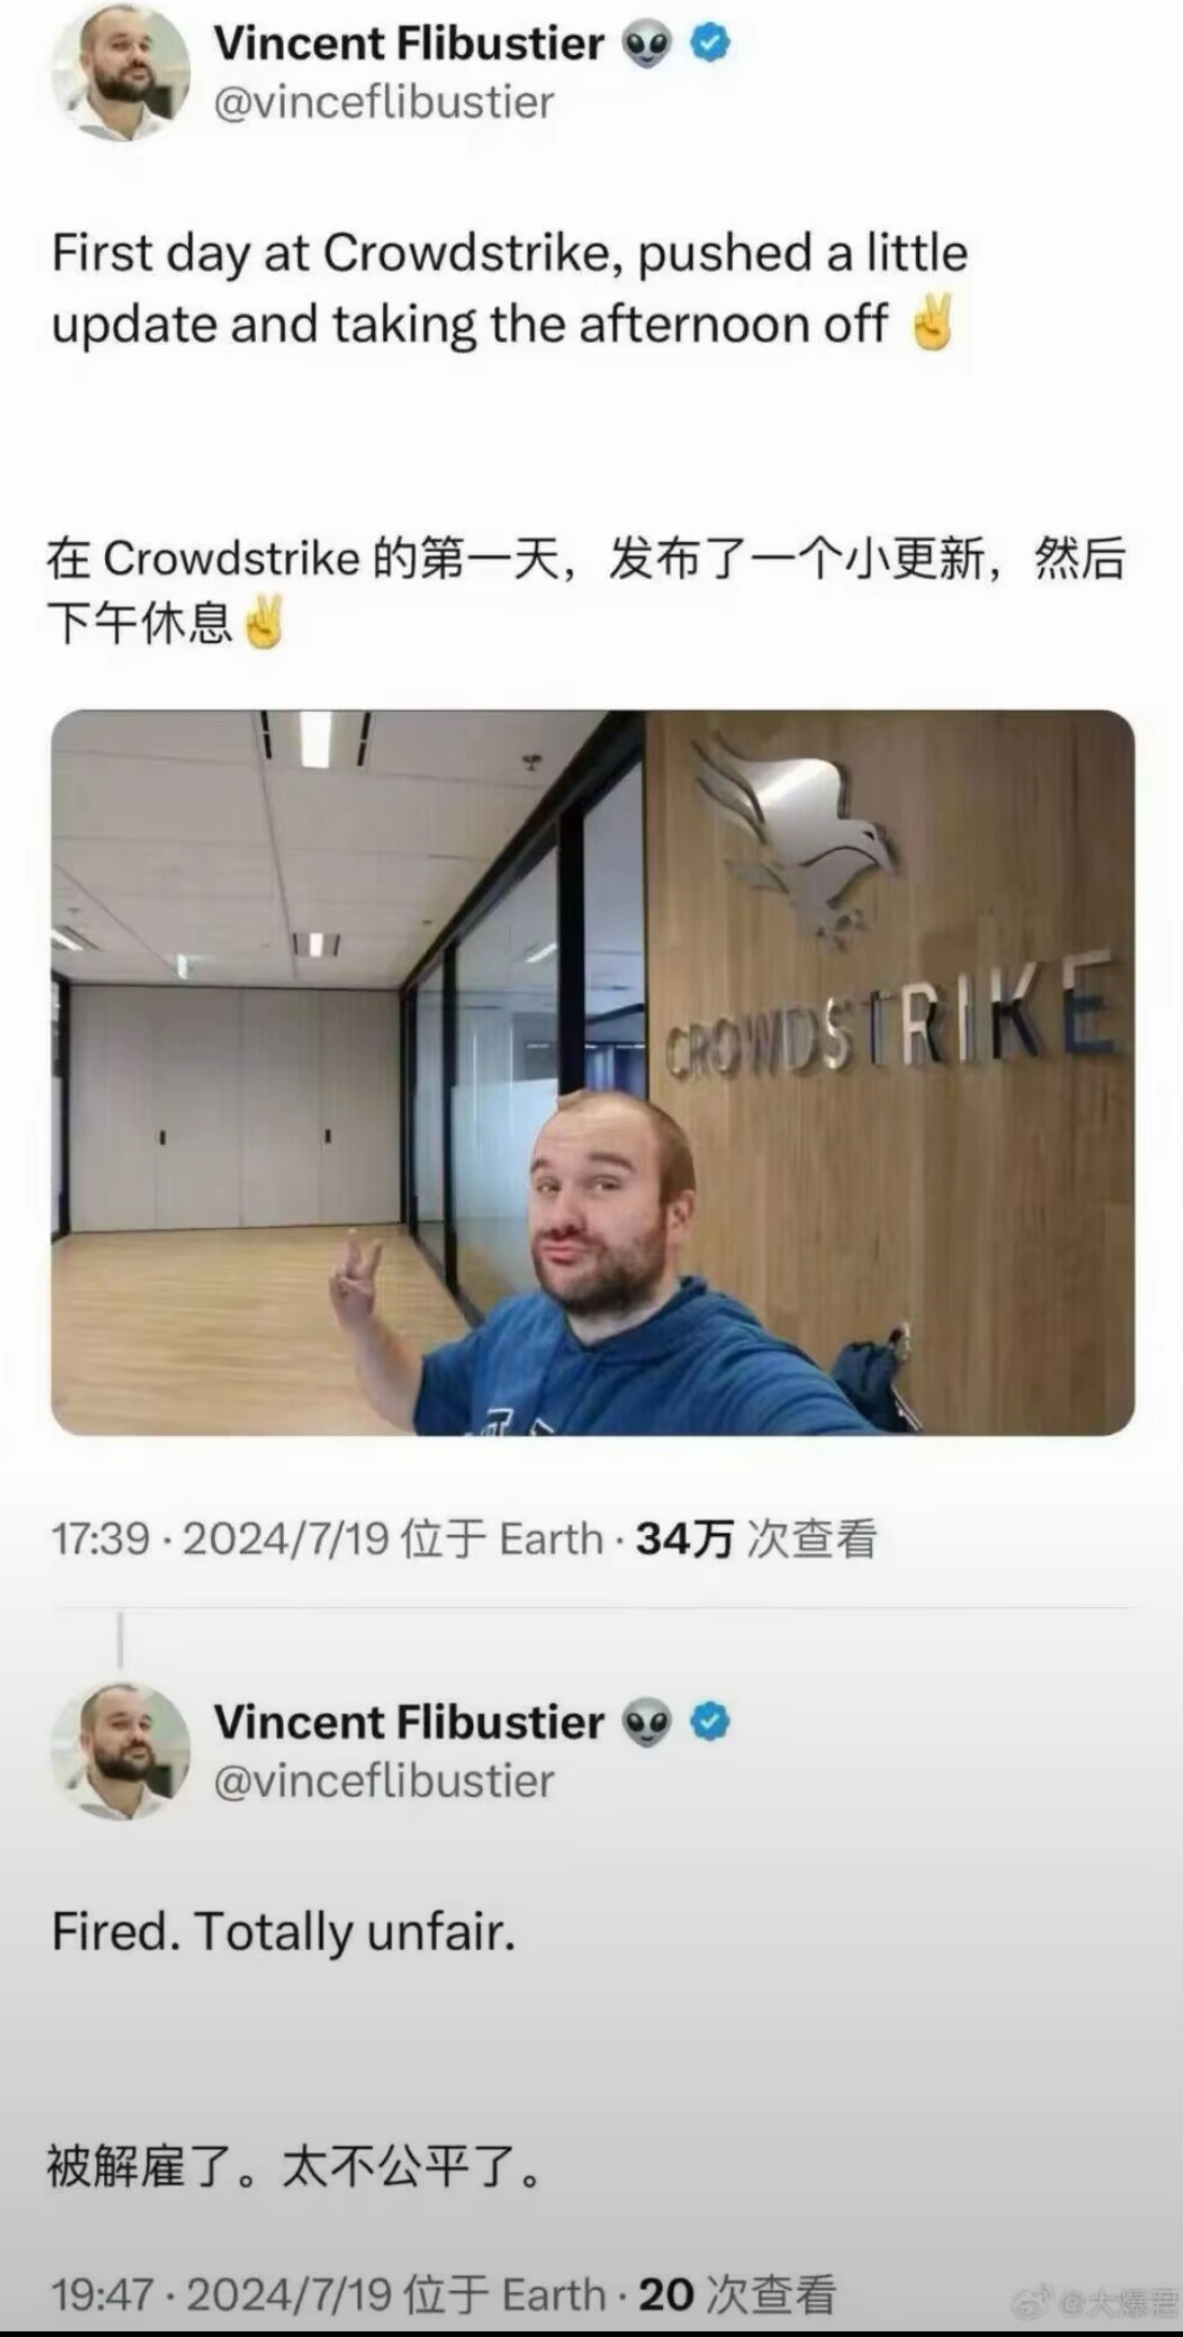 Vincent Flibustier 👽
@vinceflibustier
First day at Crowdstrike, pushed a little
update and taking the afternoon off ✌️
在 Crowdstrike 的第一天，发布了一个小更新，然后
下午休息✌️
CROWDSTRIKE
17:39 · 2024/7/19 位于 Earth · 34万 次查看
Vincent Flibustier 👽
@vinceflibustier
Fired. Totally unfair.
被解雇了。太不公平了。
19:47 · 2024/7/19 位于 Earth · 20 次查看
@大爆君